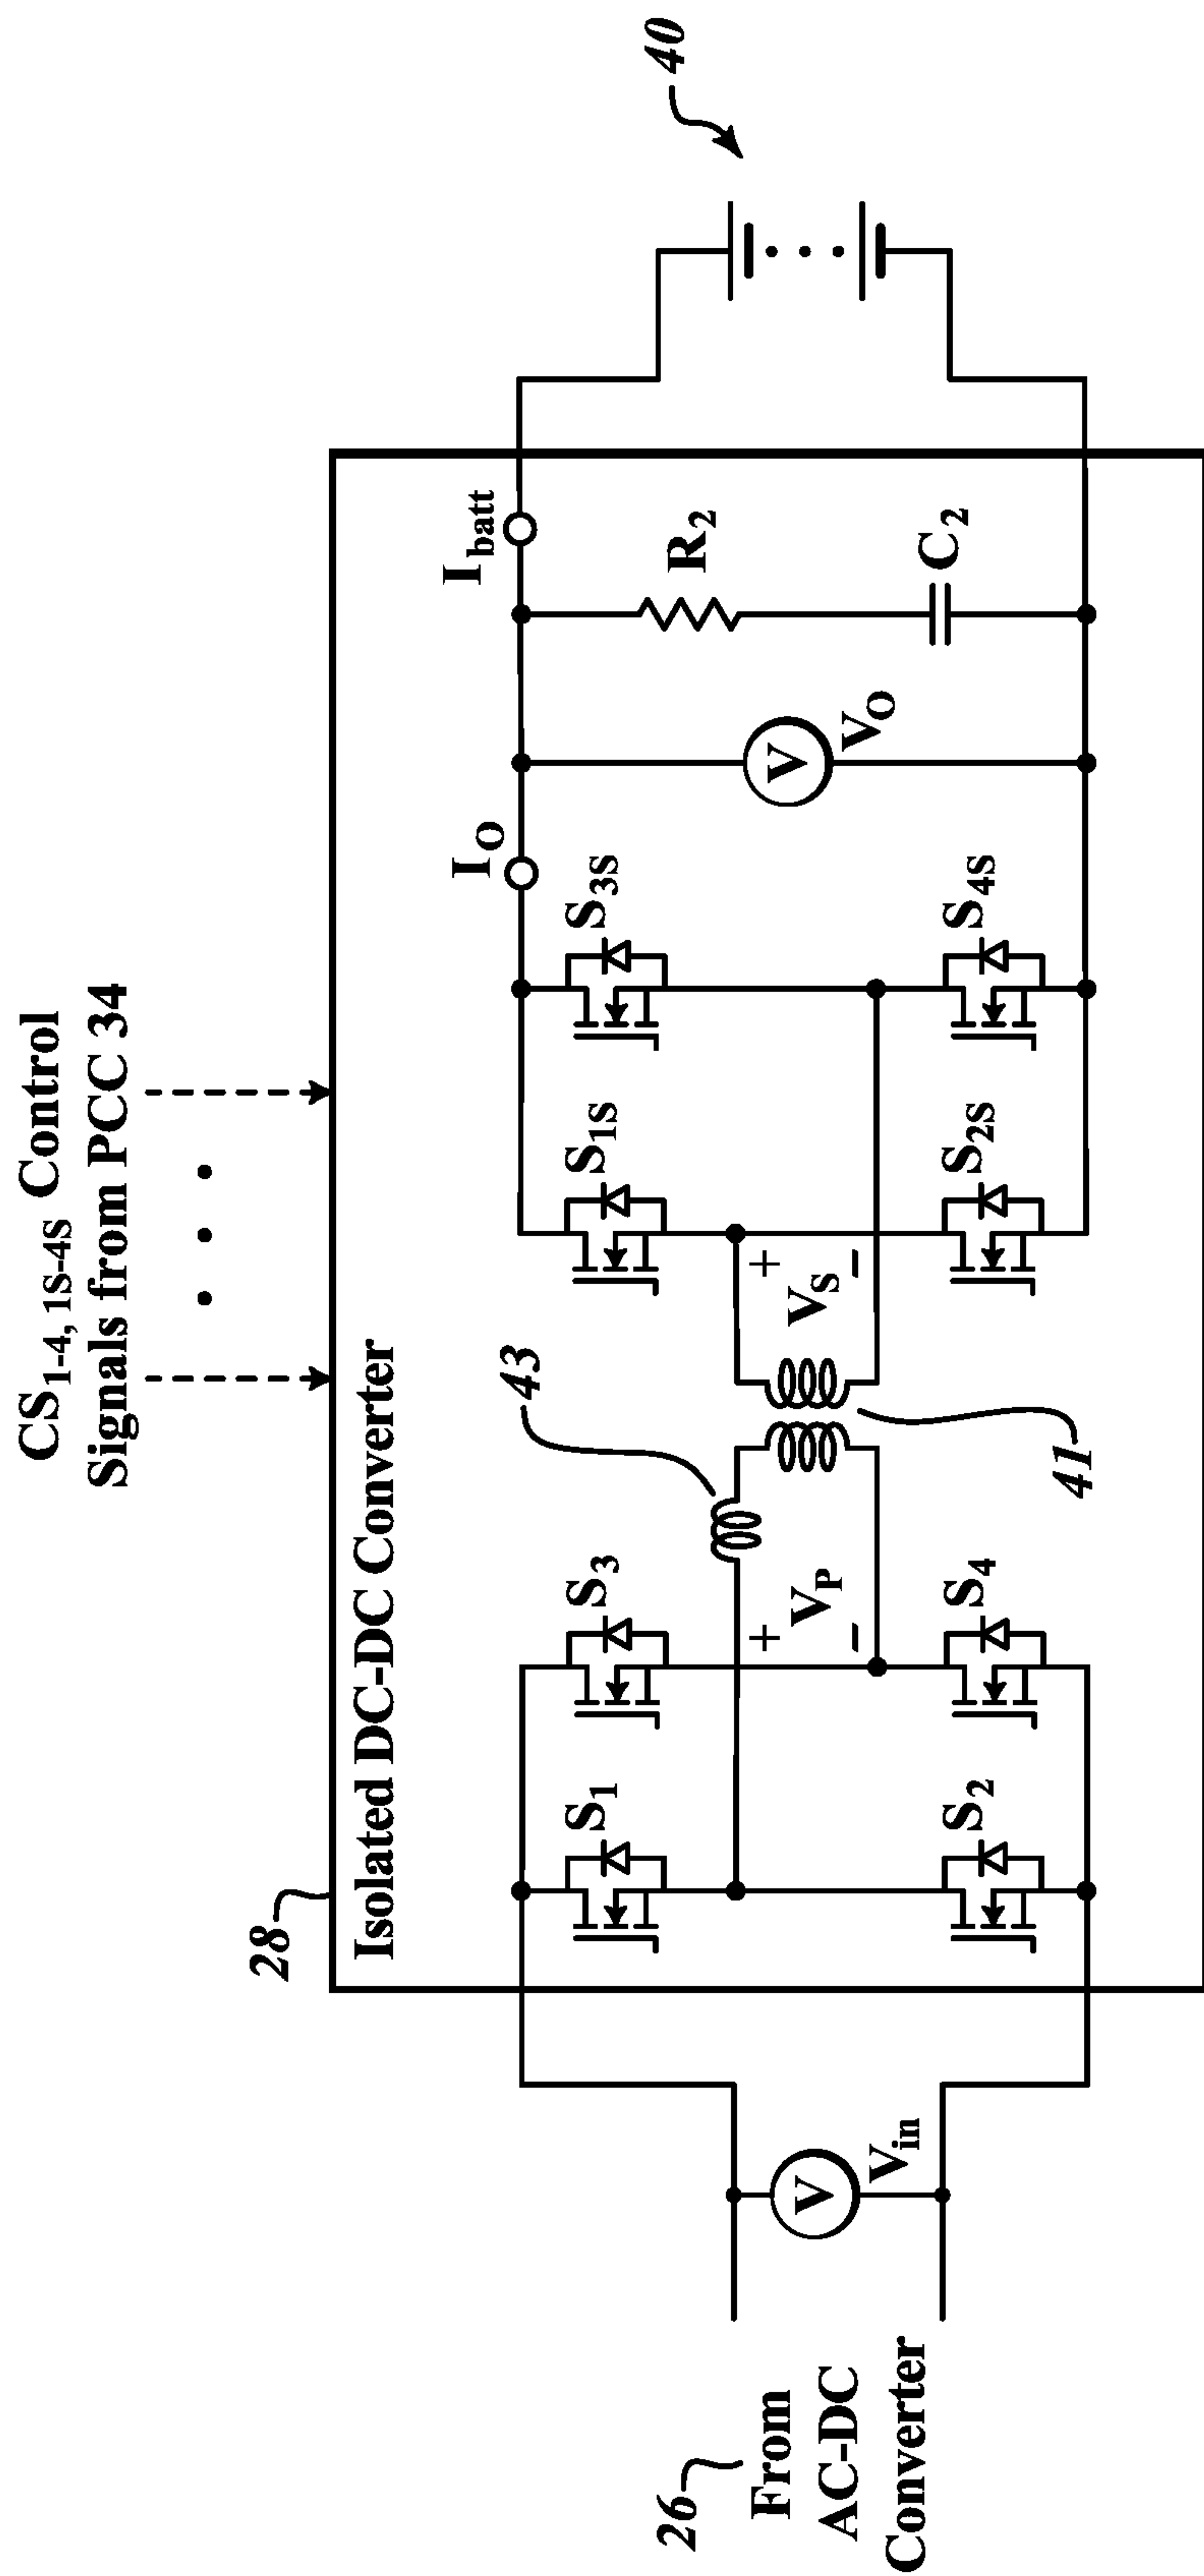 CS1-4, 1S-4S Control
Signals from PCC 34
28
Isolated DC-DC Converter
26
From
AC-DC
Converter
V
Vin
S1
S2
S3
S4
+
VP
-
43
41
+
VS
-
S1S
S2S
S3S
S4S
IO
V
VO
Ibatt
R2
C2
40